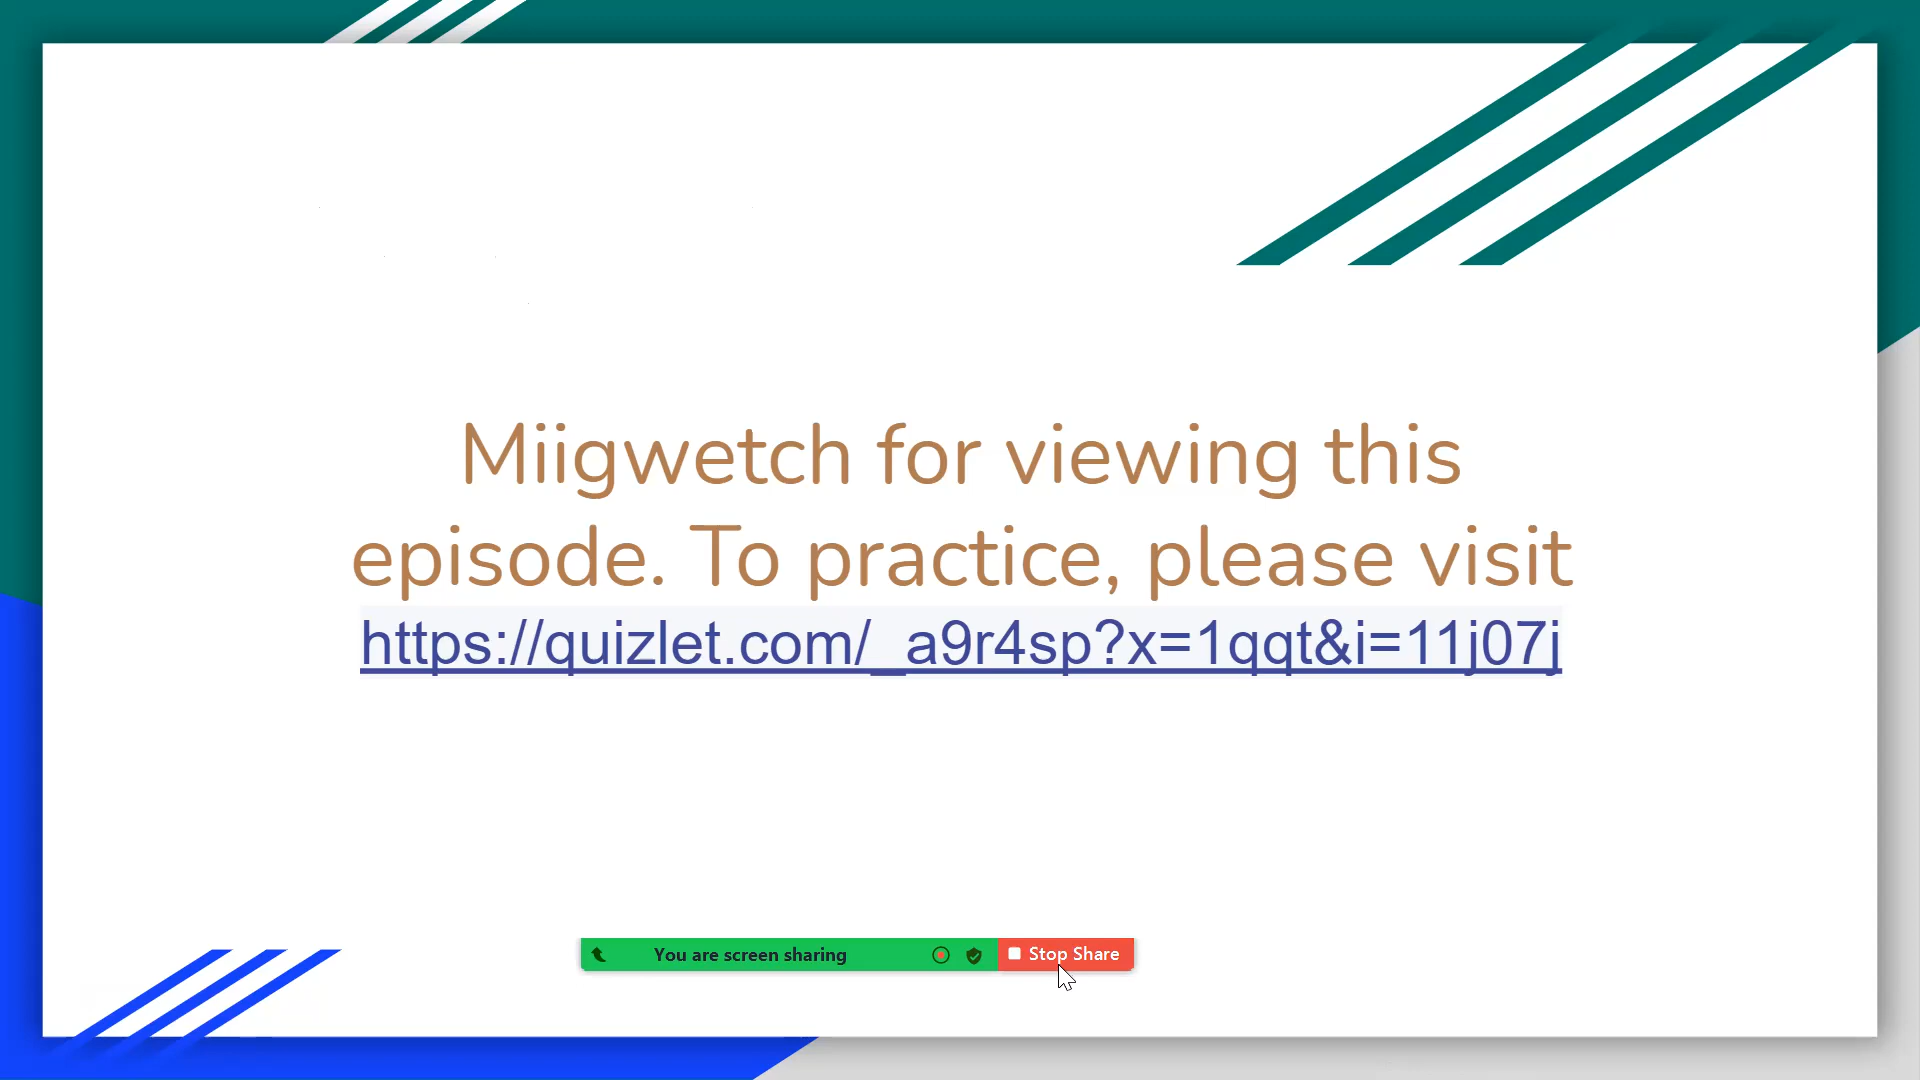 Miigwetch for viewing this
episode. To practice, please visit
https://quizlet.com/_a9r4sp?x=1qqt&i=11j07j
You are screen sharing
Stop Share